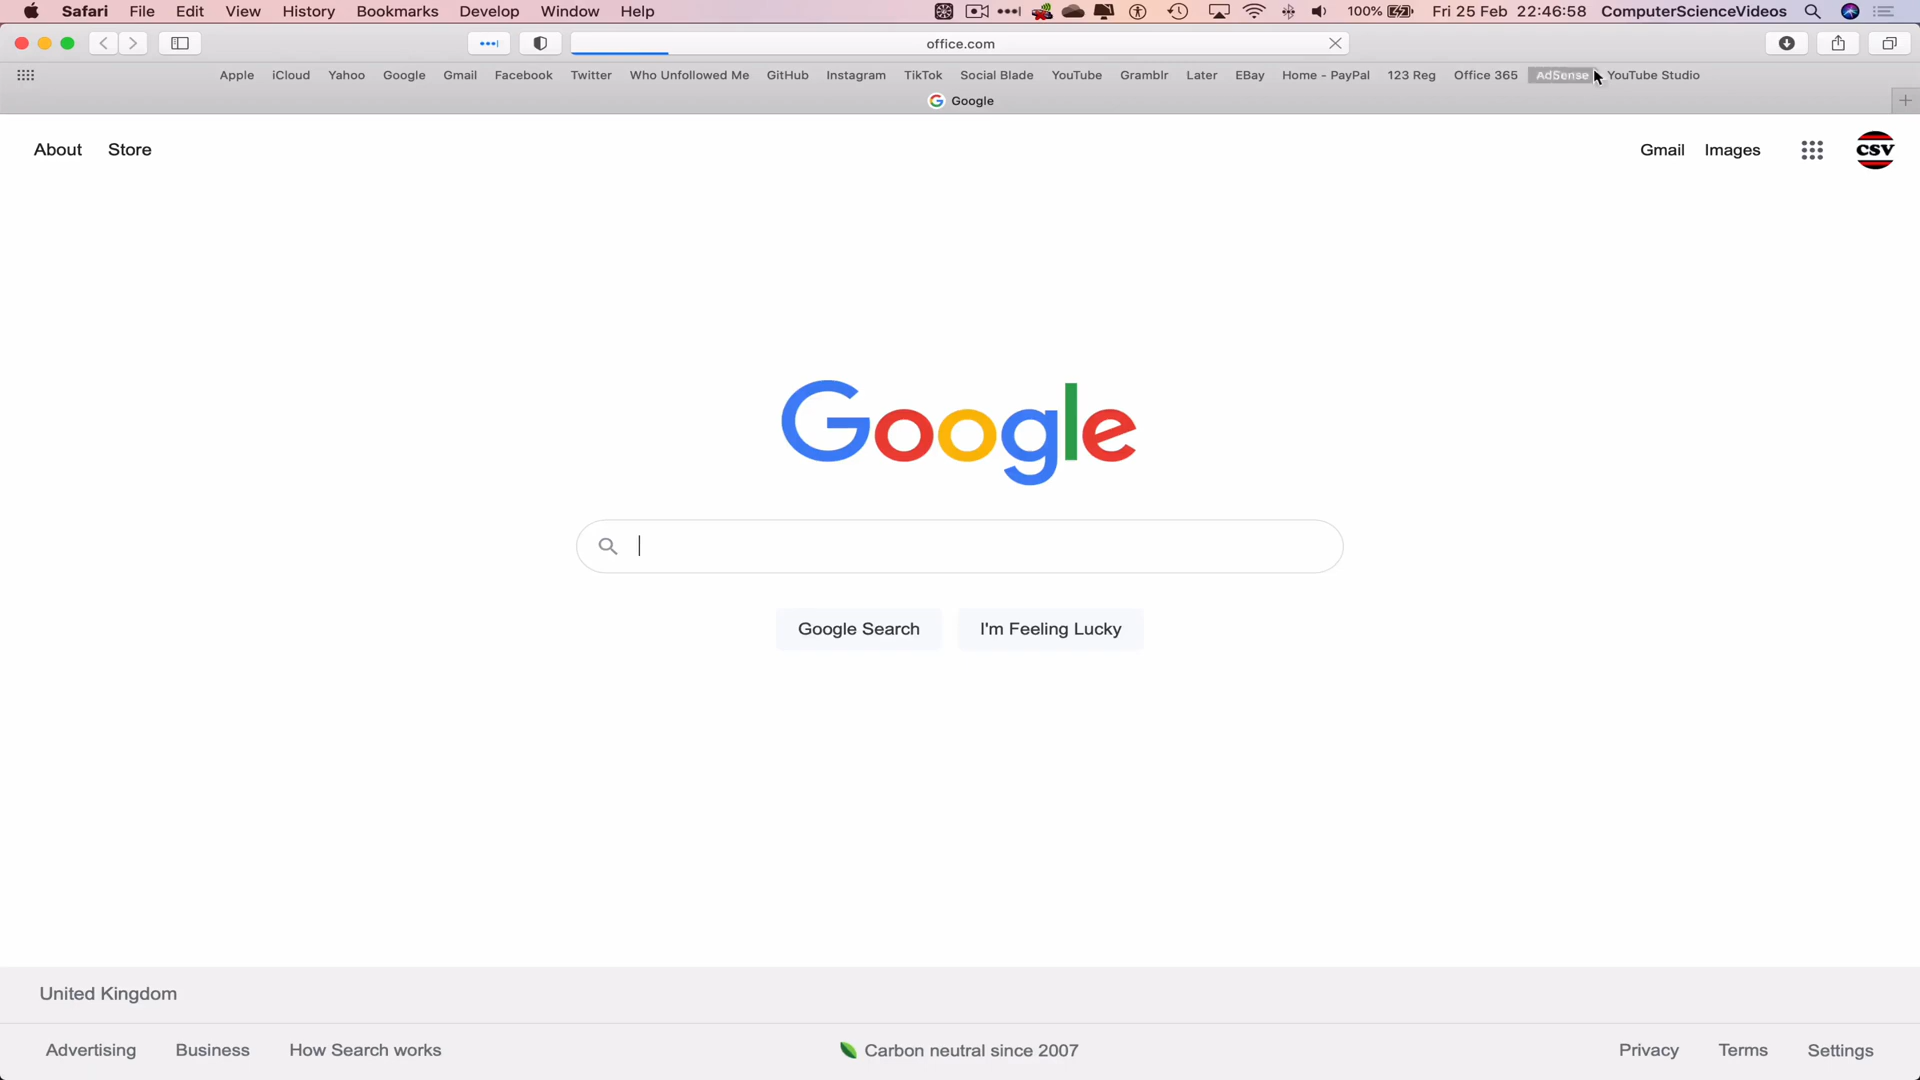 Safari File Edit View History Bookmarks Develop Window Help 100% Fri 25 Feb 22:46:58 ComputerScienceVideos
office.com
Apple iCloud Yahoo Google Gmail Facebook Twitter Who Unfollowed Me GitHub Instagram TikTok Social Blade YouTube Gramblr Later EBay Home - PayPal 123 Reg Office 365 AdSense YouTube Studio
Google
About Store Gmail Images CSV
Google
Google Search I'm Feeling Lucky
United Kingdom
Advertising Business How Search works Carbon neutral since 2007 Privacy Terms Settings